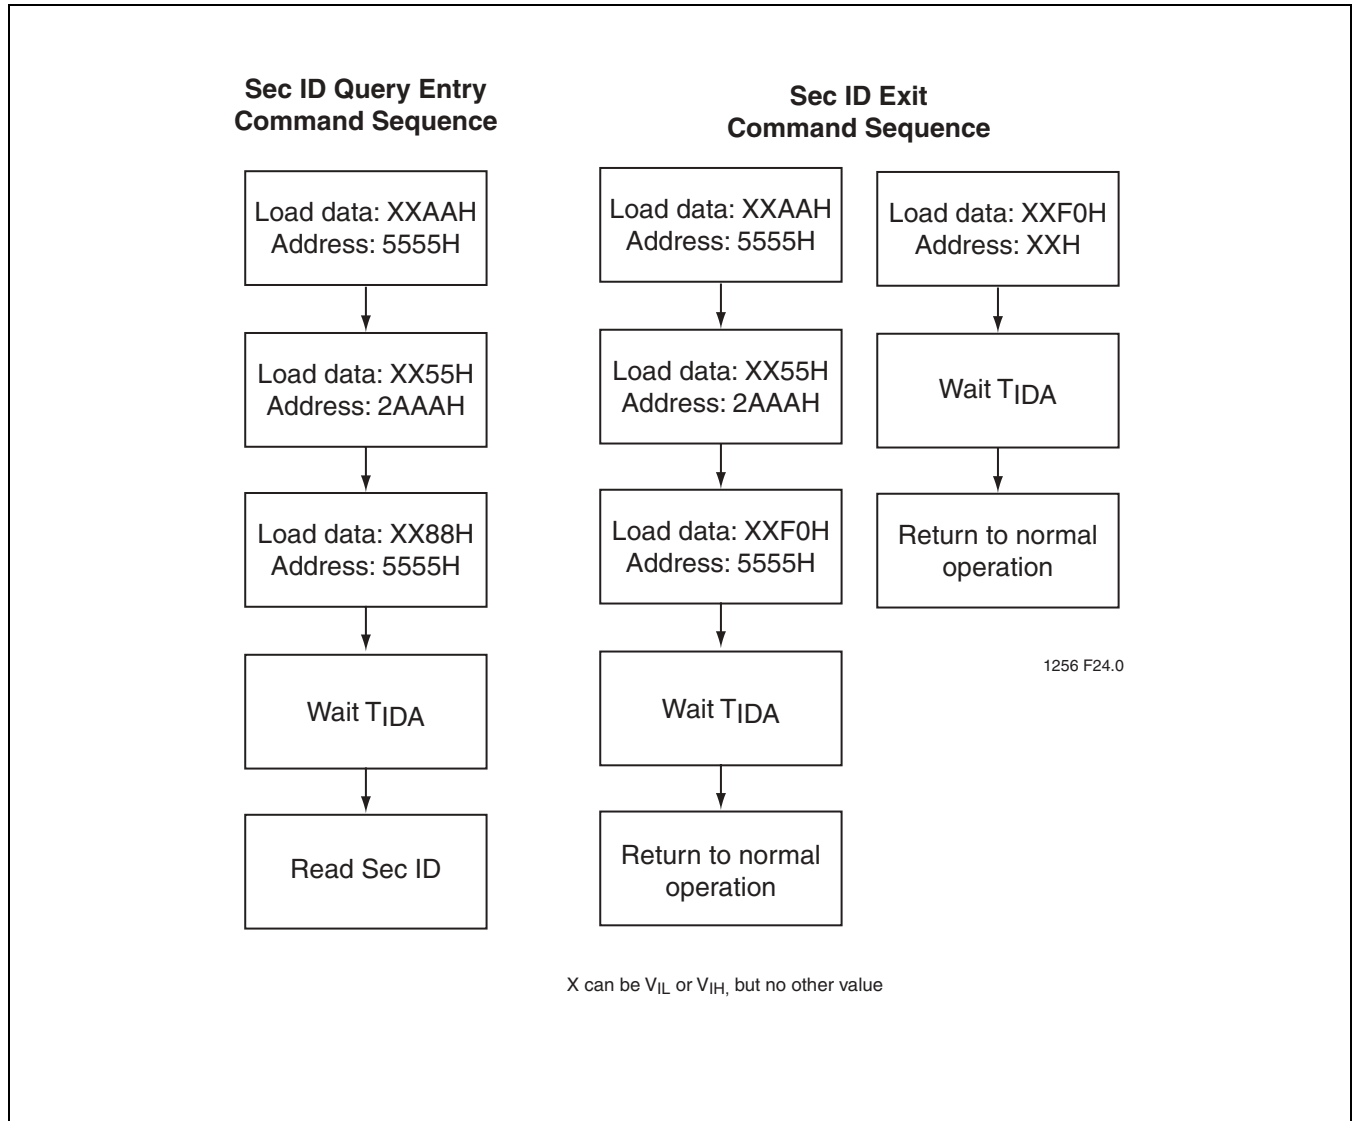 Sec ID Query Entry
Command Sequence
Load data: XXAAH
Address: 5555H
Load data: XX55H
Address: 2AAAH
Load data: XX88H
Address: 5555H
Wait TIDA
Read Sec ID
Sec ID Exit
Command Sequence
Load data: XXAAH
Address: 5555H
Load data: XX55H
Address: 2AAAH
Load data: XXF0H
Address: 5555H
Wait TIDA
Return to normal
operation
Load data: XXF0H
Address: XXH
Wait TIDA
Return to normal
operation
1256 F24.0
X can be VIL or VIH, but no other value